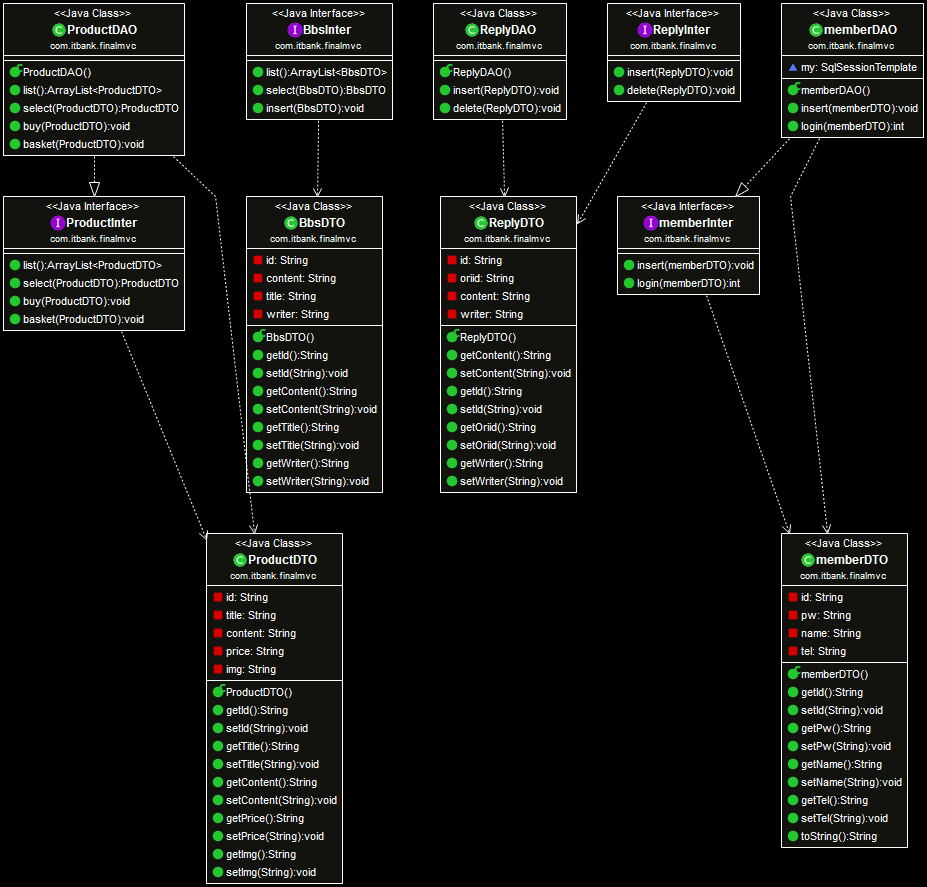 <<Java Class>>
ProductDAO
com.itbank.finalmvc
ProductDAO()
list():ArrayList<ProductDTO>
select(ProductDTO):ProductDTO
buy(ProductDTO):void
basket(ProductDTO):void
<<Java Interface>>
BbsInter
com.itbank.finalmvc
list():ArrayList<BbsDTO>
select(BbsDTO):BbsDTO
insert(BbsDTO):void
<<Java Class>>
ReplyDAO
com.itbank.finalmvc
ReplyDAO()
insert(ReplyDTO):void
delete(ReplyDTO):void
<<Java Interface>>
ReplyInter
com.itbank.finalmvc
insert(ReplyDTO):void
delete(ReplyDTO):void
<<Java Class>>
memberDAO
com.itbank.finalmvc
my: SqlSessionTemplate
memberDAO()
insert(memberDTO):void
login(memberDTO):int
<<Java Interface>>
ProductInter
com.itbank.finalmvc
list():ArrayList<ProductDTO>
select(ProductDTO):ProductDTO
buy(ProductDTO):void
basket(ProductDTO):void
<<Java Class>>
BbsDTO
com.itbank.finalmvc
id: String
content: String
title: String
writer: String
BbsDTO()
getId():String
setId(String):void
getContent():String
setContent(String):void
getTitle():String
setTitle(String):void
getWriter():String
setWriter(String):void
<<Java Class>>
ReplyDTO
com.itbank.finalmvc
id: String
oriid: String
content: String
writer: String
ReplyDTO()
getContent():String
setContent(String):void
getId():String
setId(String):void
getOriid():String
setOriid(String):void
getWriter():String
setWriter(String):void
<<Java Interface>>
memberInter
com.itbank.finalmvc
insert(memberDTO):void
login(memberDTO):int
<<Java Class>>
ProductDTO
com.itbank.finalmvc
id: String
title: String
content: String
price: String
img: String
ProductDTO()
getId():String
setId(String):void
getTitle():String
setTitle(String):void
getContent():String
setContent(String):void
getPrice():String
setPrice(String):void
getImg():String
setImg(String):void
<<Java Class>>
memberDTO
com.itbank.finalmvc
id: String
pw: String
name: String
tel: String
memberDTO()
getId():String
setId(String):void
getPw():String
setPw(String):void
getName():String
setName(String):void
getTel():String
setTel(String):void
toString():String